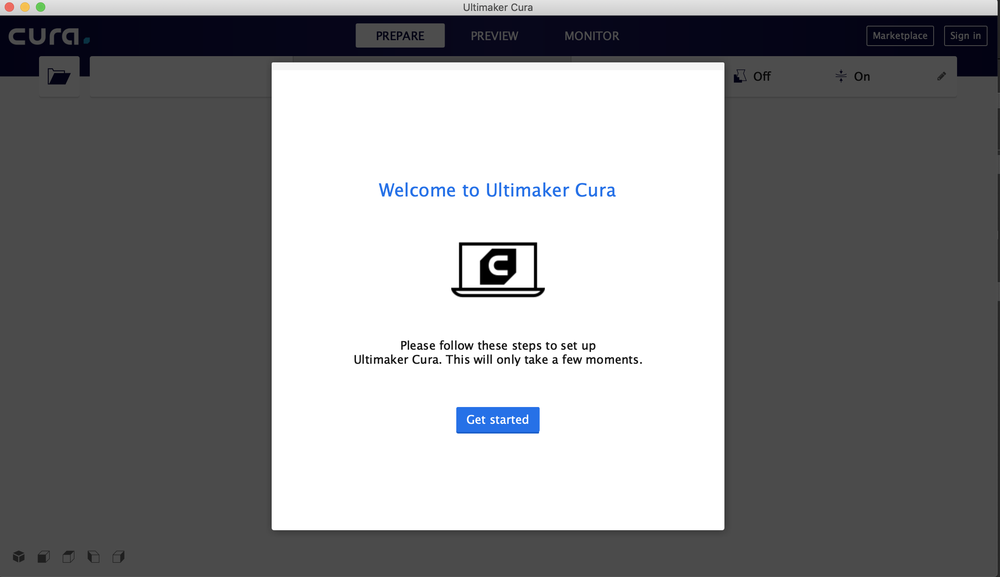 Ultimaker Cura
cura.
PREPARE
PREVIEW
MONITOR
Marketplace
Sign in
Off
On
Welcome to Ultimaker Cura
C
Please follow these steps to set up
Ultimaker Cura. This will only take a few moments.
Get started